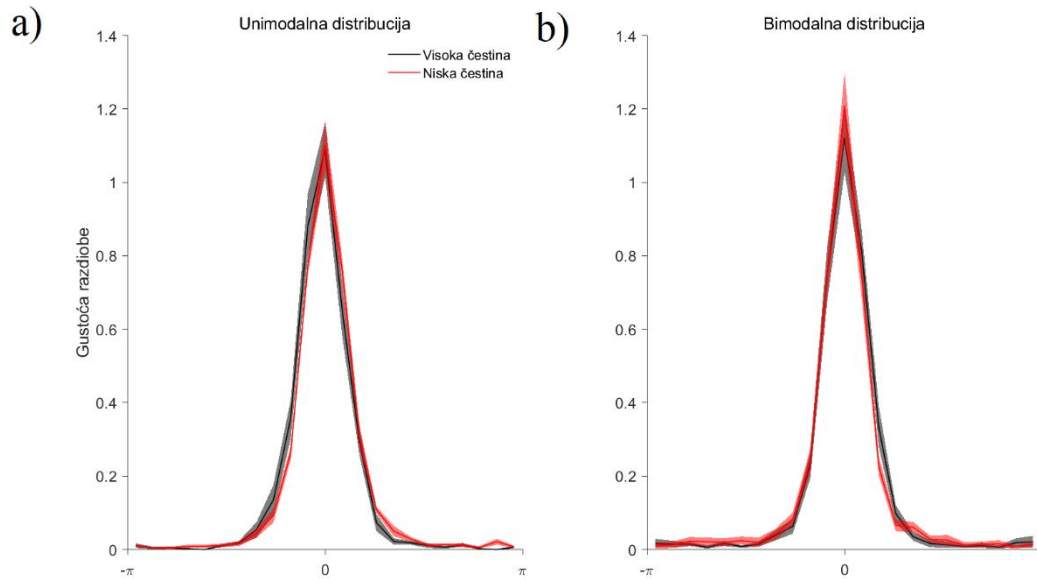 a)
Unimodalna distribucija
1.4
1.2
1
0.8
0.6
0.4
0.2
0
Gustoća razdiobe
Visoka čestina
Niska čestina
-π
0
π
b)
Bimodalna distribucija
1.4
1.2
1
0.8
0.6
0.4
0.2
0
-π
0